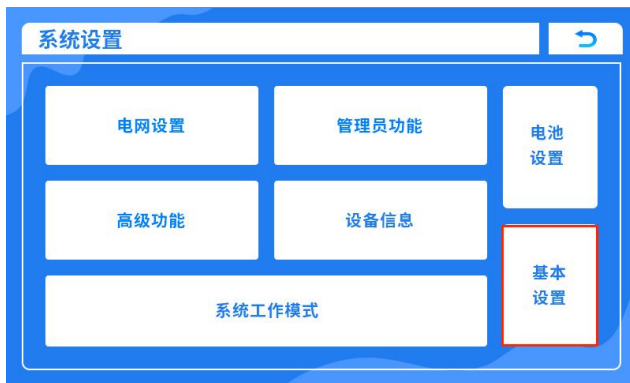 系统设置
电网设置
管理员功能
电池
设置
高级功能
设备信息
基本
设置
系统工作模式